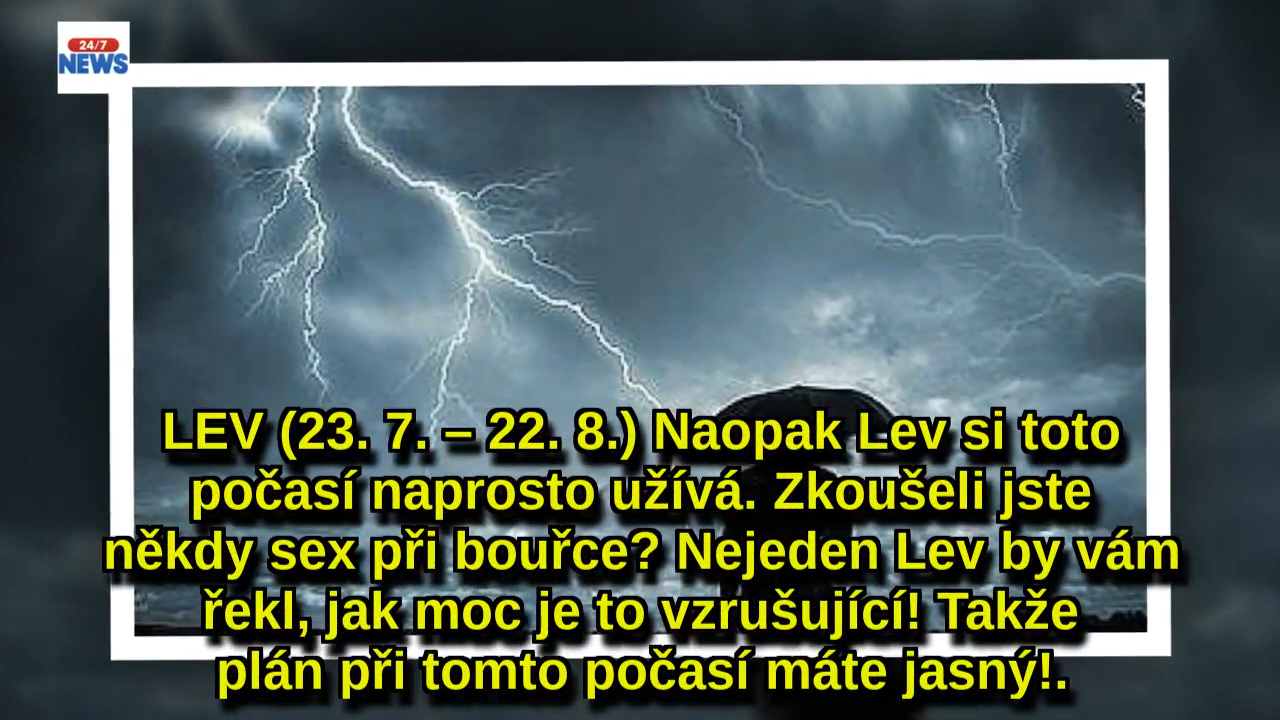 24/7
NEWS
LEV (23. 7. – 22. 8.) Naopak Lev si toto
počasí naprosto užívá. Zkoušeli jste
někdy sex při bouřce? Nejeden Lev by vám
řekl, jak moc je to vzrušující! Takže
plán při tomto počasí máte jasný!.